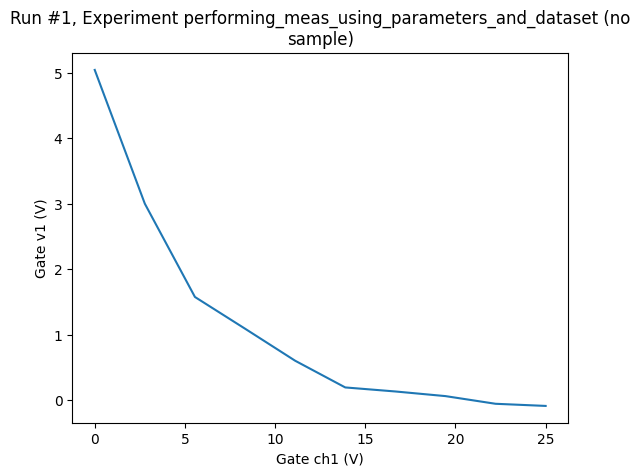 Run #1, Experiment performing_meas_using_parameters_and_dataset (no
sample)
5
4
3
2
1
0
Gate v1 (V)
0 5 10 15 20 25
Gate ch1 (V)